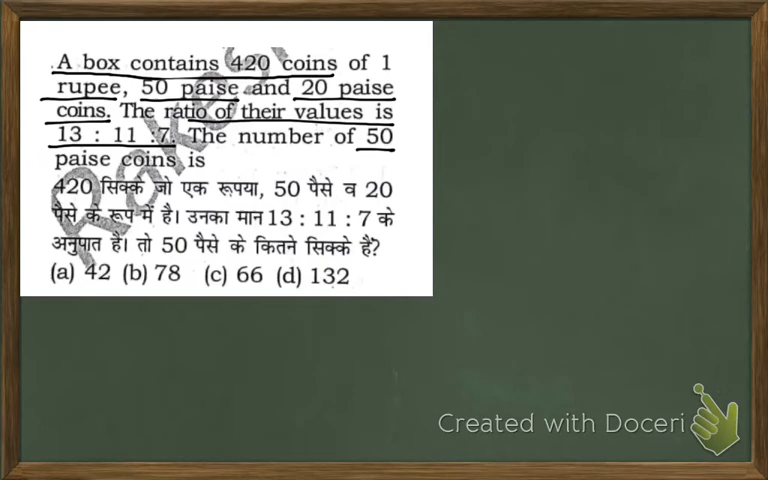 A box contains 420 coins of 1
rupee, 50 paise and 20 paise
coins. The ratio of their values is
13 : 11 :7. The number of 50
paise coins is
420 सिक्के जो एक रूपया, 50 पैसे व 20
पैसे के रूप में है। उनका मान 13 : 11 : 7 के
अनुपात है। तो 50 पैसे के कितने सिक्के हैं?
(a) 42 (b) 78 (c) 66 (d) 132
Created with Doceri